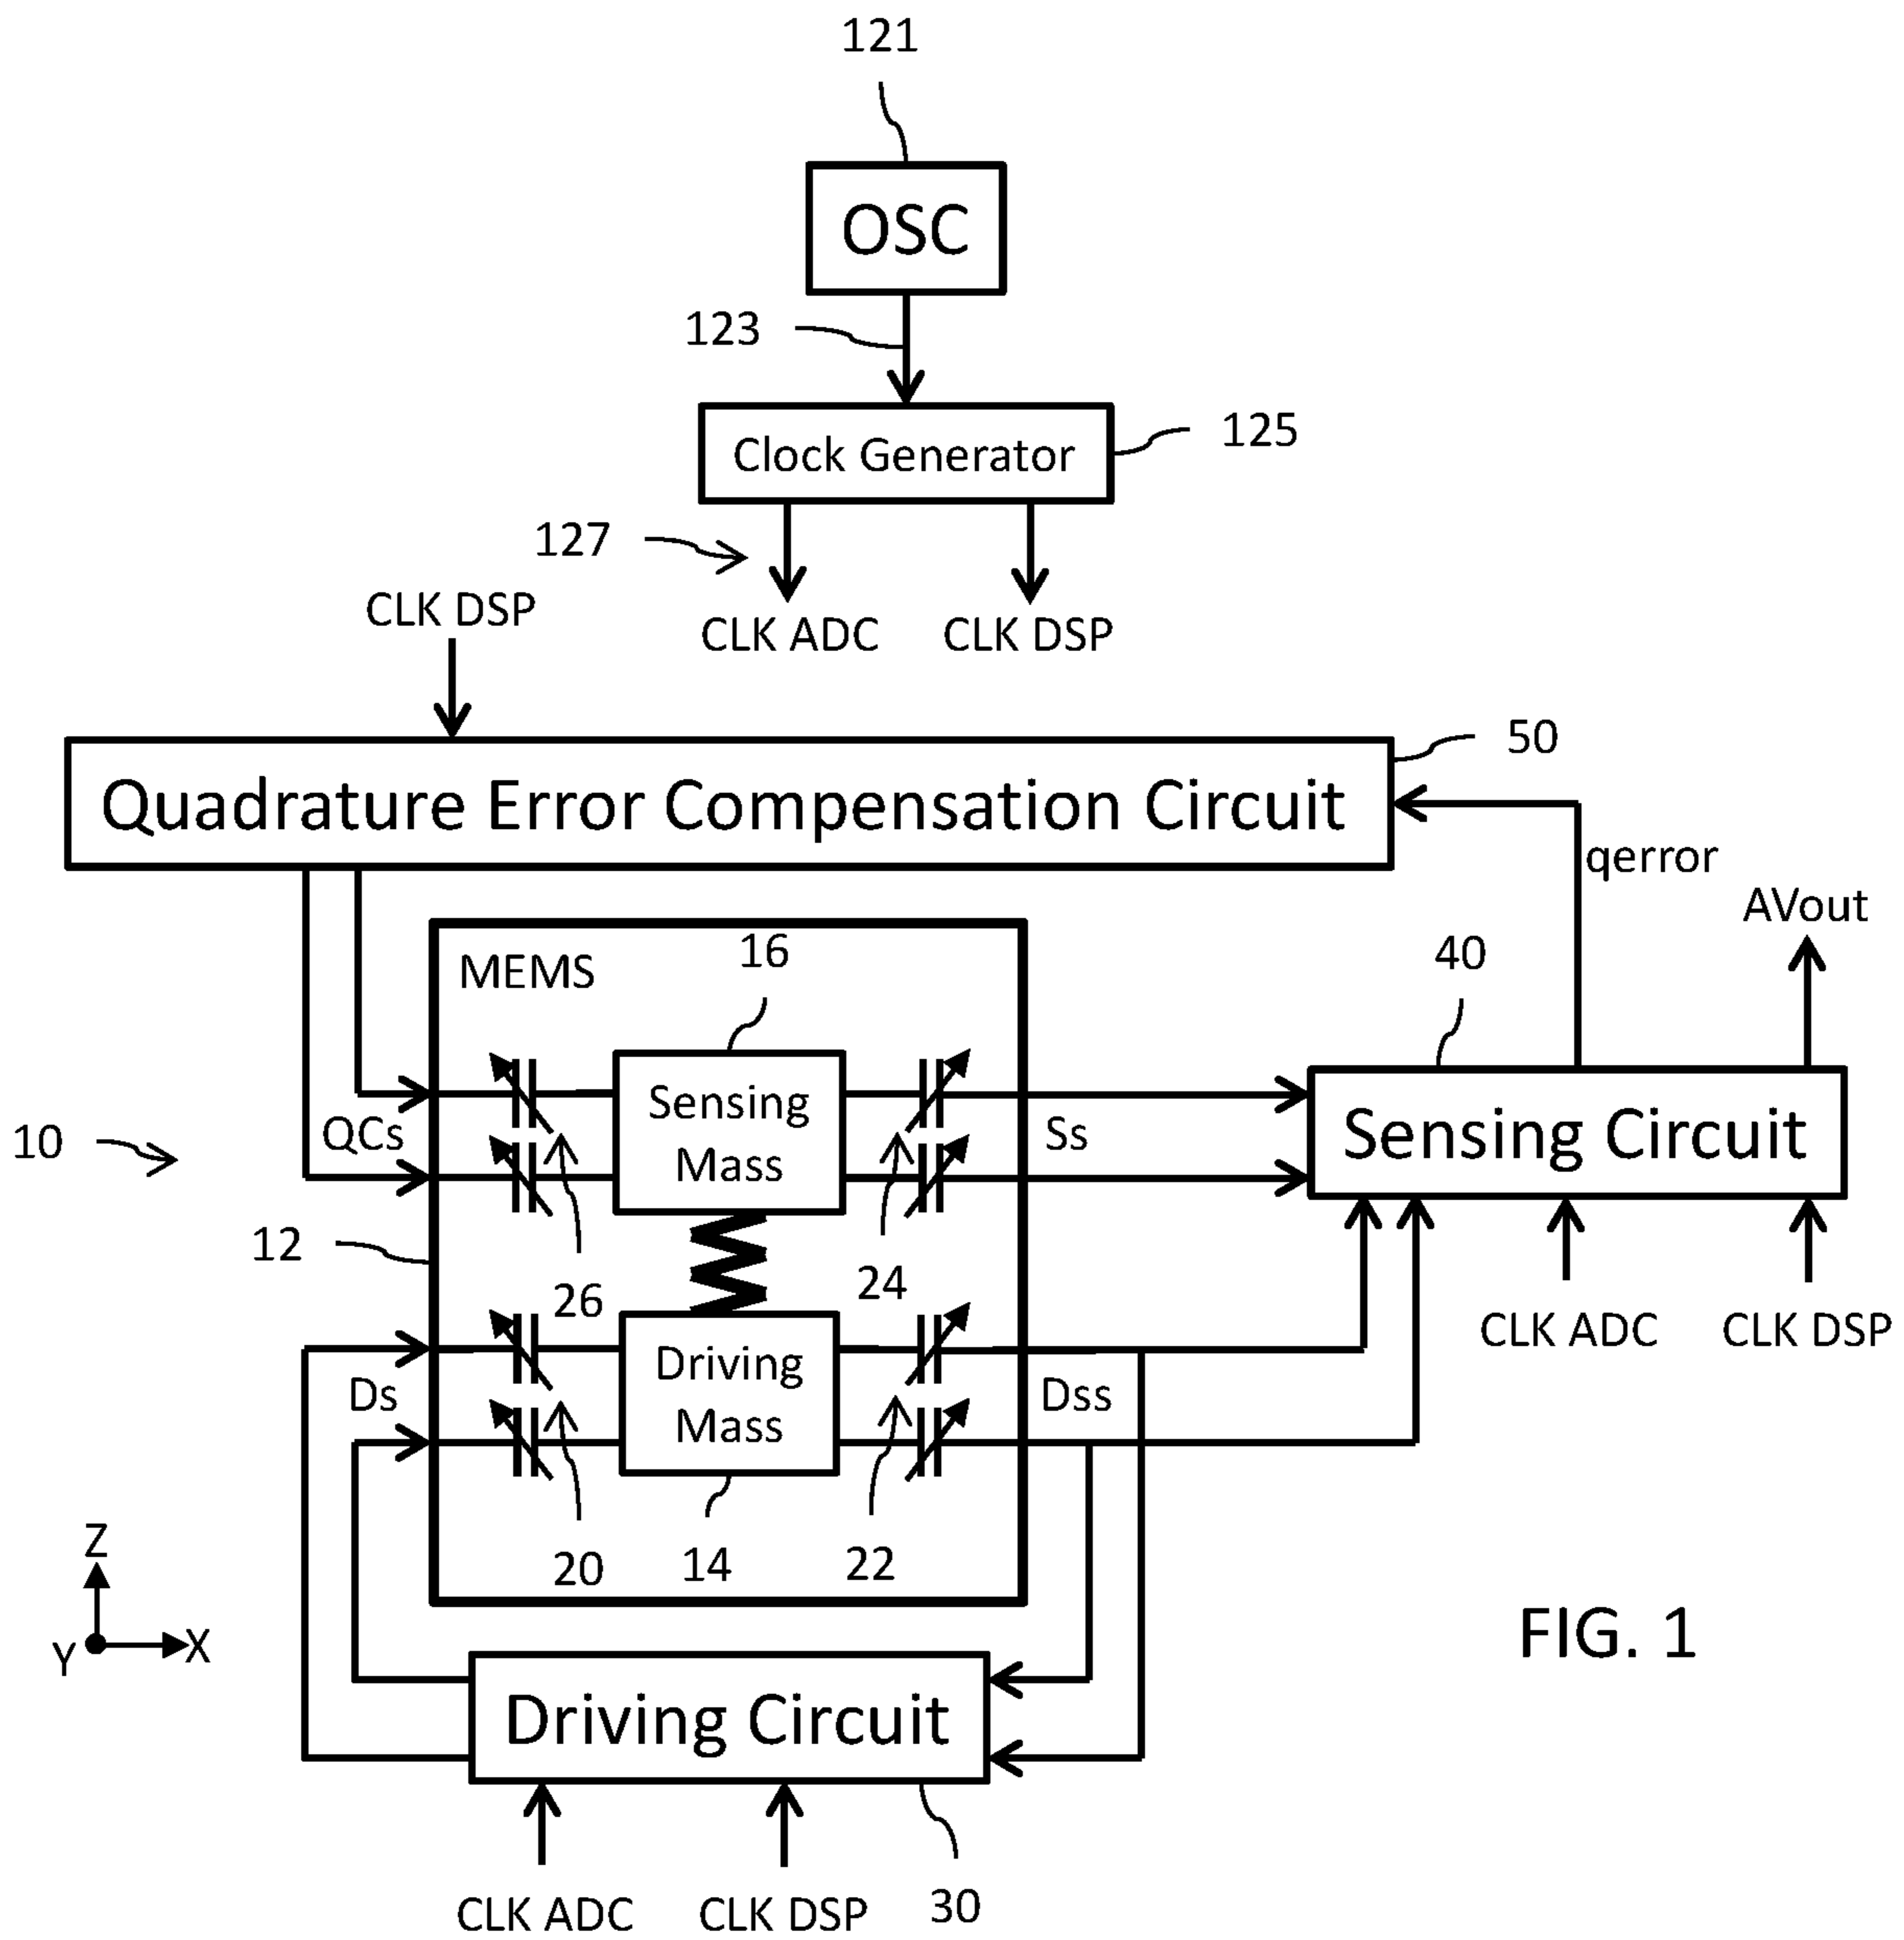 121
OSC
123
Clock Generator
125
127
CLK ADC
CLK DSP
CLK DSP
50
Quadrature Error Compensation Circuit
qerror
AVout
MEMS
16
40
Sensing
Mass
QCs
Ss
Sensing Circuit
10
12
26
24
CLK ADC
CLK DSP
Driving
Mass
Ds
Dss
20
14
22
Z
Y
X
FIG. 1
Driving Circuit
CLK ADC
CLK DSP
30